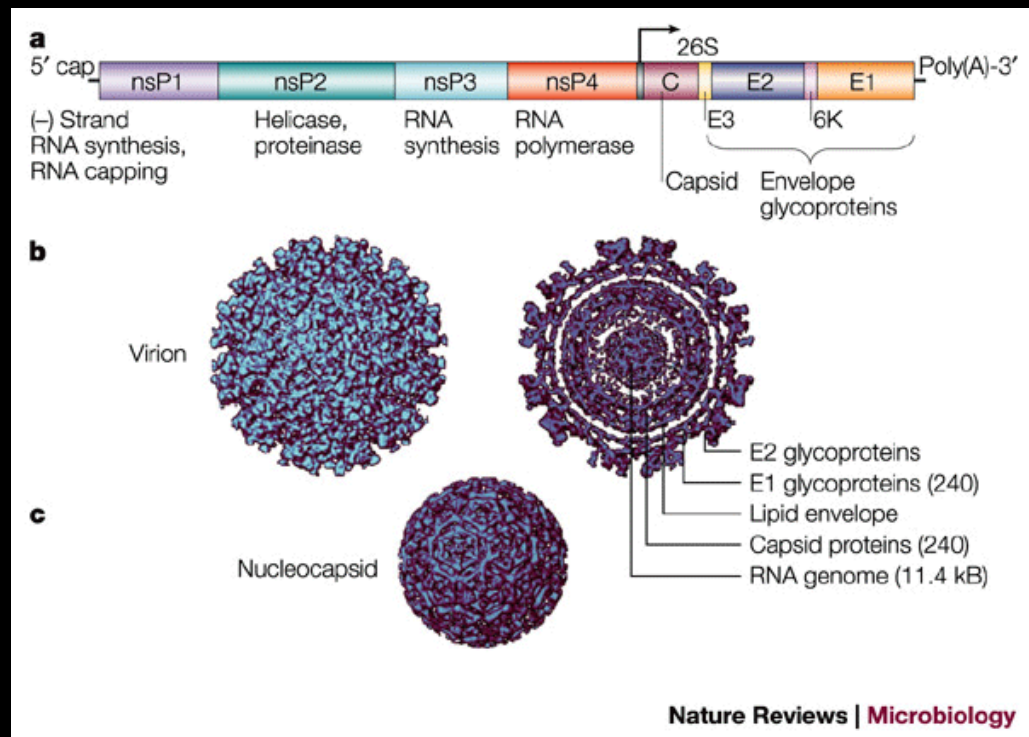 a
5′ cap nsP1 nsP2 nsP3 nsP4 26S C E2 E1 Poly(A)-3′
(–) Strand
RNA synthesis,
RNA capping
Helicase,
proteinase
RNA
synthesis
RNA
polymerase
E3
6K
Capsid
Envelope
glycoproteins
b
Virion
E2 glycoproteins
E1 glycoproteins (240)
Lipid envelope
Capsid proteins (240)
RNA genome (11.4 kB)
c
Nucleocapsid
Nature Reviews | Microbiology